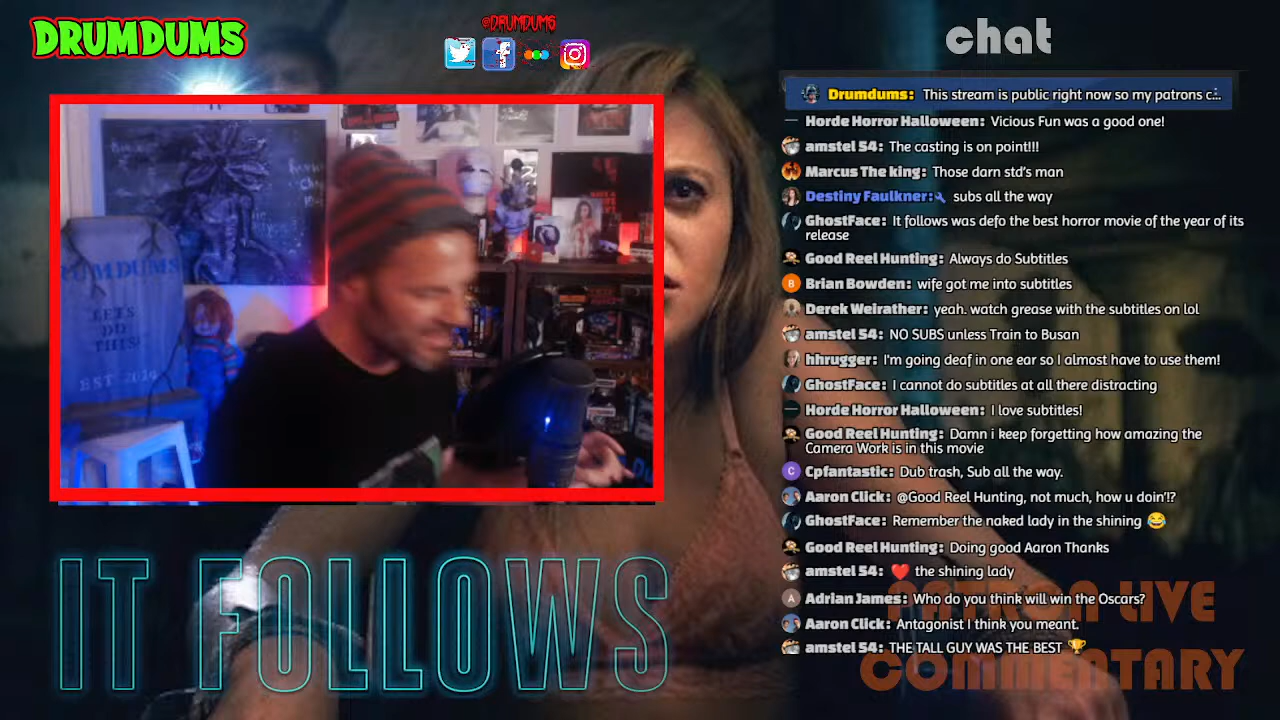 DRUMDUMS
@DRUMDUMS
chat
Drumdums: This stream is public right now so my patrons c...
Horde Horror Halloween: Vicious Fun was a good one!
amstel 54: The casting is on point!!!
Marcus The king: Those darn std's man
Destiny Faulkner: subs all the way
GhostFace: It follows was defo the best horror movie of the year of its
release
Good Reel Hunting: Always do Subtitles
Brian Bowden: wife got me into subtitles
Derek Weirather: yeah. watch grease with the subtitles on lol
amstel 54: NO SUBS unless Train to Busan
hhrugger: I'm going deaf in one ear so I almost have to use them!
GhostFace: I cannot do subtitles at all there distracting
Horde Horror Halloween: I love subtitles!
Good Reel Hunting: Damn i keep forgetting how amazing the
Camera Work is in this movie
Cpfantastic: Dub trash, Sub all the way.
Aaron Click: @Good Reel Hunting, not much, how u doin'!?
GhostFace: Remember the naked lady in the shining 😂
Good Reel Hunting: Doing good Aaron Thanks
amstel 54: ❤️ the shining lady
Adrian James: Who do you think will win the Oscars?
Aaron Click: Antagonist I think you meant.
amstel 54: THE TALL GUY WAS THE BEST 🏆
LIVE
COMMENTARY
DRUMDUMS
LETS
DO
THIS!
EST 2014
IT FOLLOWS